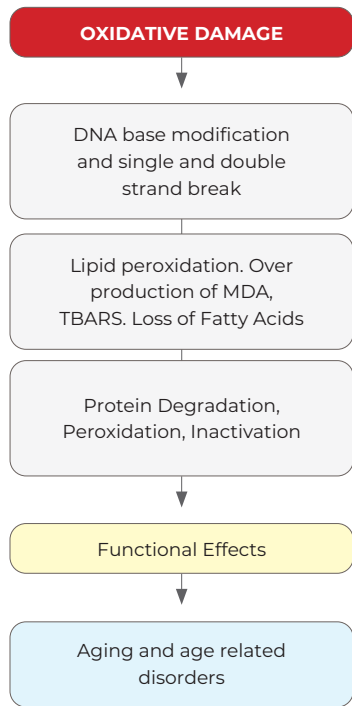 OXIDATIVE DAMAGE
DNA base modification
and single and double
strand break
Lipid peroxidation. Over
production of MDA,
TBARS. Loss of Fatty Acids
Protein Degradation,
Peroxidation, Inactivation
Functional Effects
Aging and age related
disorders